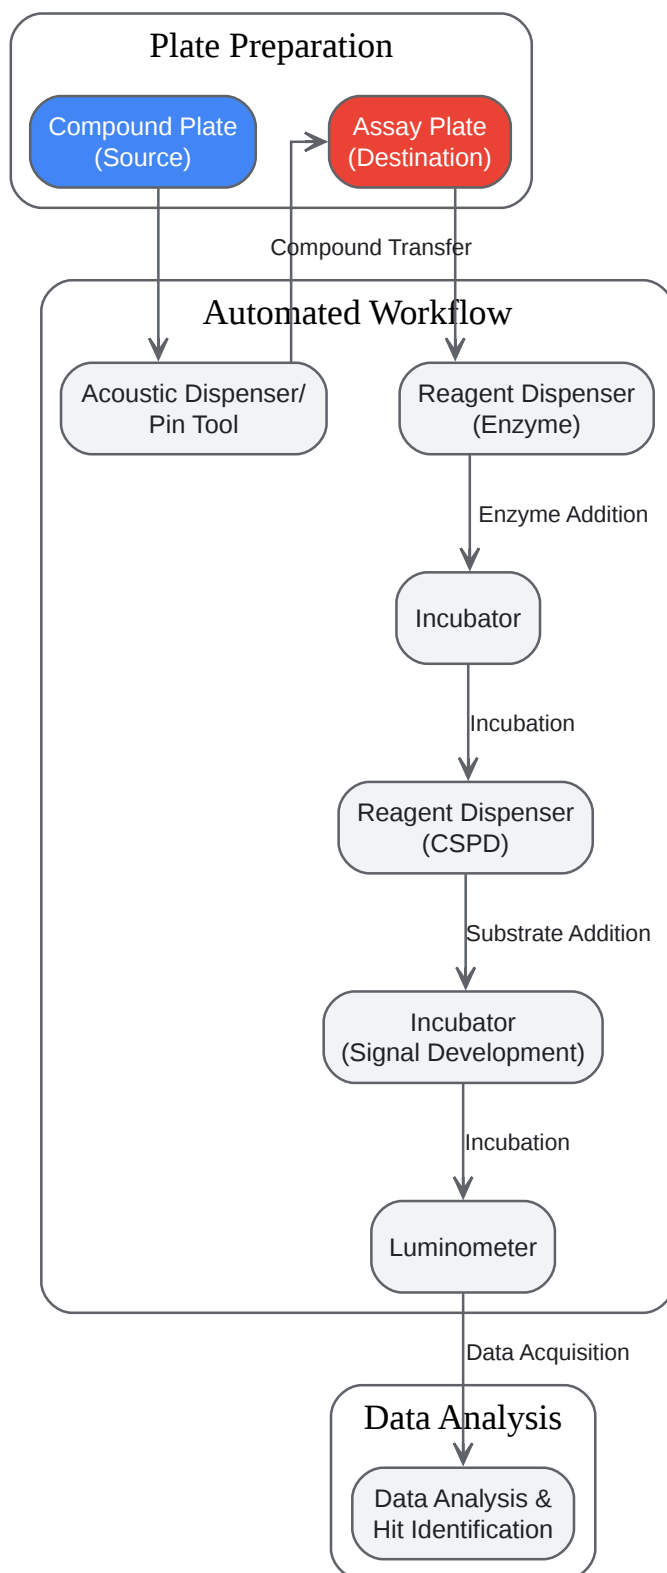 Plate Preparation
Compound Plate
(Source)
Assay Plate
(Destination)
Compound Transfer
Automated Workflow
Acoustic Dispenser/
Pin Tool
Reagent Dispenser
(Enzyme)
Enzyme Addition
Incubator
Incubation
Reagent Dispenser
(CSPD)
Substrate Addition
Incubator
(Signal Development)
Incubation
Luminometer
Data Acquisition
Data Analysis
Data Analysis &
Hit Identification